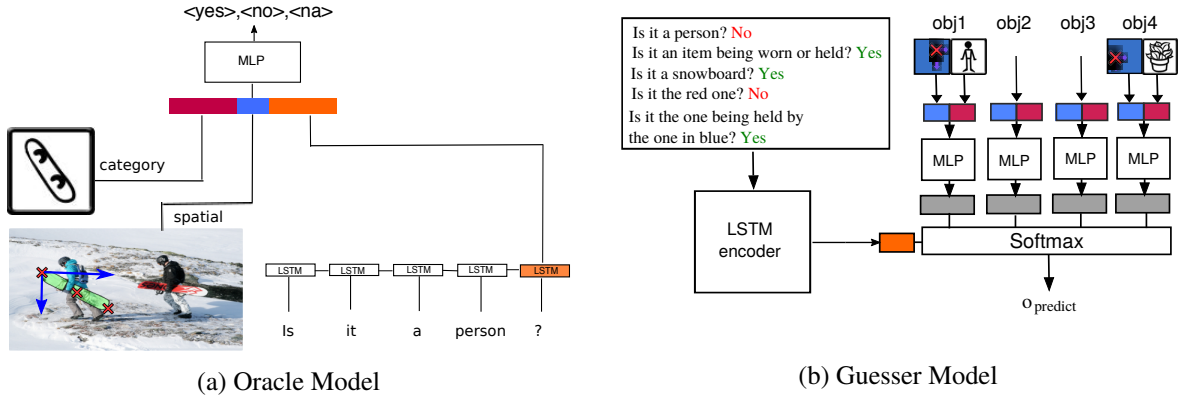 <yes>,<no>,<na>
MLP
category
spatial
LSTM LSTM LSTM LSTM LSTM
Is it a person ?
(a) Oracle Model
Is it a person? No
Is it an item being worn or held? Yes
Is it a snowboard? Yes
Is it the red one? No
Is it the one being held by
the one in blue? Yes
obj1 obj2 obj3 obj4
MLP MLP MLP MLP
LSTM
encoder
Softmax
o predict
(b) Guesser Model